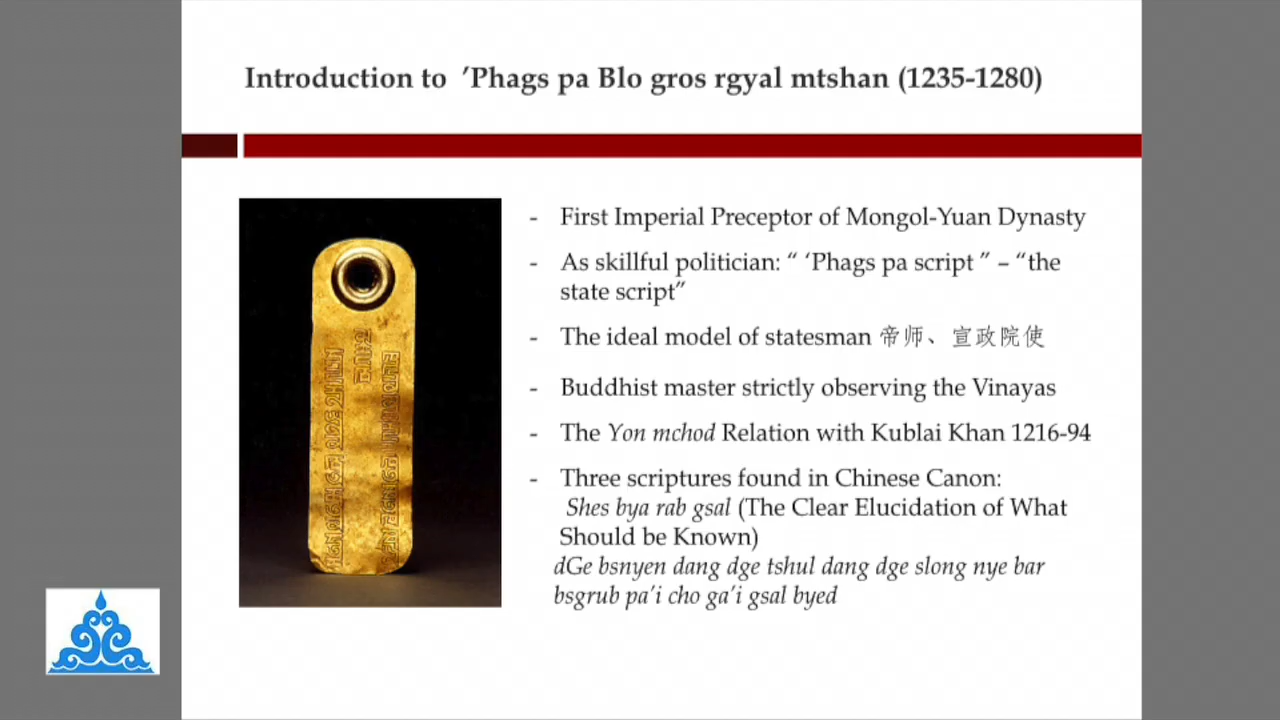 Introduction to ’Phags pa Blo gros rgyal mtshan (1235-1280)
- First Imperial Preceptor of Mongol-Yuan Dynasty
- As skillful politician: “ ‘Phags pa script ” – “the
state script”
- The ideal model of statesman 帝师、宣政院使
- Buddhist master strictly observing the Vinayas
- The Yon mchod Relation with Kublai Khan 1216-94
- Three scriptures found in Chinese Canon:
Shes bya rab gsal (The Clear Elucidation of What
Should be Known)
dGe bsnyen dang dge tshul dang dge slong nye bar
bsgrub pa’i cho ga’i gsal byed